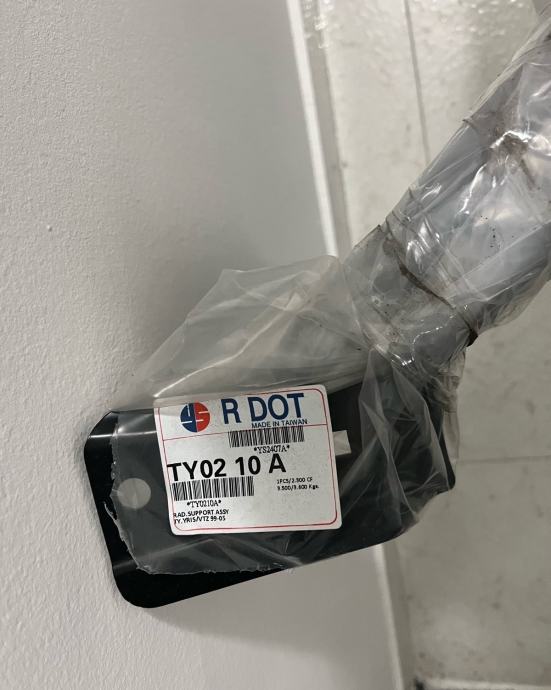 YS R DOT
MADE IN TAIWAN
*YS2407A*
TY02 10 A
1PCS/2.500 CF
*TY0210A*
RAD.SUPPORT ASSY
TY.YRIS/VTZ 99-05